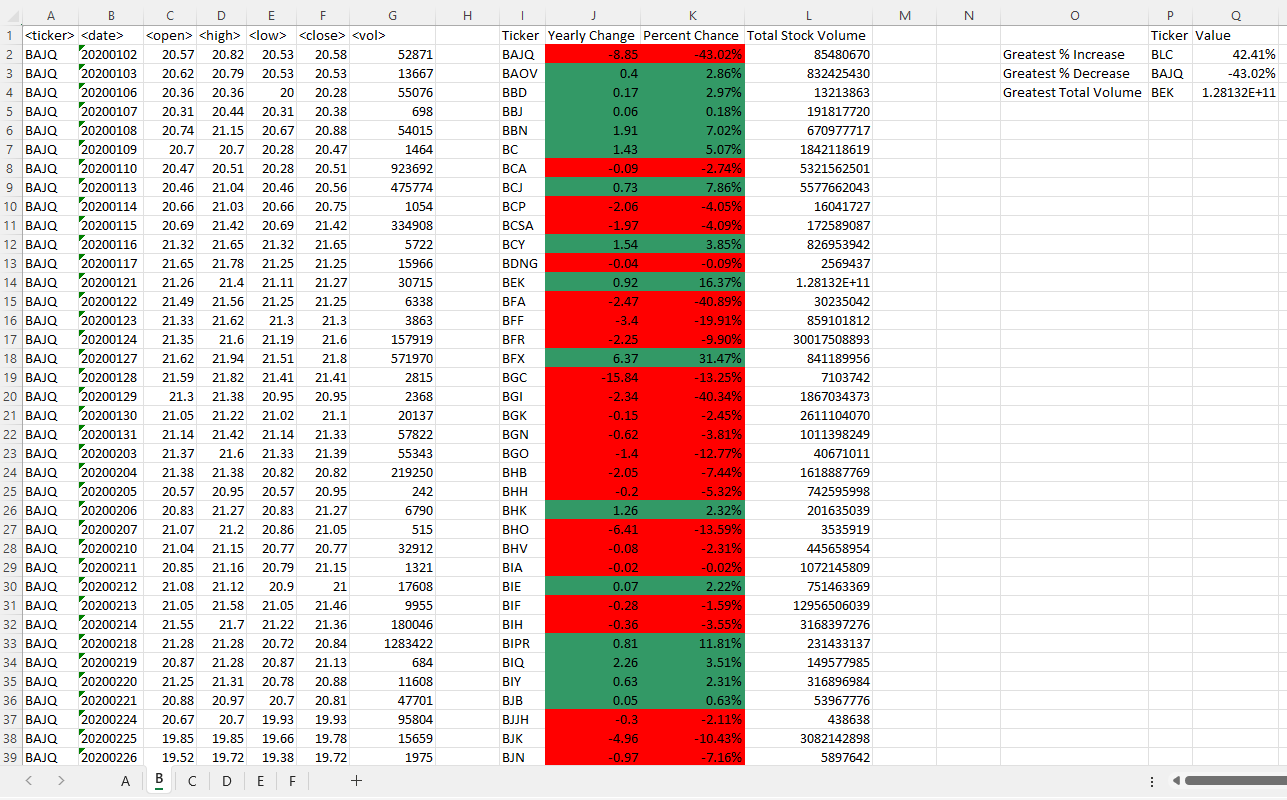 A B C D E F G H I J K L M N O P Q
1 <ticker> <date> <open> <high> <low> <close> <vol> Ticker Yearly Change Percent Chance Total Stock Volume Ticker Value
2 BAJQ 20200102 20.57 20.82 20.53 20.58 52871 BAJQ -8.85 -43.02% 85480670 Greatest % Increase BLC 42.41%
3 BAJQ 20200103 20.62 20.79 20.53 20.53 13667 BAOV 0.4 2.86% 832425430 Greatest % Decrease BAJQ -43.02%
4 BAJQ 20200106 20.36 20.36 20 20.28 55076 BBD 0.17 2.97% 13213863 Greatest Total Volume BEK 1.28132E+11
5 BAJQ 20200107 20.31 20.44 20.31 20.38 698 BBJ 0.06 0.18% 191817720
6 BAJQ 20200108 20.74 21.15 20.67 20.88 54015 BBN 1.91 7.02% 670977717
7 BAJQ 20200109 20.7 20.7 20.28 20.47 1464 BC 1.43 5.07% 1842118619
8 BAJQ 20200110 20.47 20.51 20.28 20.51 923692 BCA -0.09 -2.74% 5321562501
9 BAJQ 20200113 20.46 21.04 20.46 20.56 475774 BCJ 0.73 7.86% 5577662043
10 BAJQ 20200114 20.66 21.03 20.66 20.75 1054 BCP -2.06 -4.05% 16041727
11 BAJQ 20200115 20.69 21.42 20.69 21.42 334908 BCSA -1.97 -4.09% 172589087
12 BAJQ 20200116 21.32 21.65 21.32 21.65 5722 BCY 1.54 3.85% 826953942
13 BAJQ 20200117 21.65 21.78 21.25 21.25 15966 BDNG -0.04 -0.09% 2569437
14 BAJQ 20200121 21.26 21.4 21.11 21.27 30715 BEK 0.92 16.37% 1.28132E+11
15 BAJQ 20200122 21.49 21.56 21.25 21.25 6338 BFA -2.47 -40.89% 30235042
16 BAJQ 20200123 21.33 21.62 21.3 21.3 3863 BFF -3.4 -19.91% 859101812
17 BAJQ 20200124 21.35 21.6 21.19 21.6 157919 BFR -2.25 -9.90% 30017508893
18 BAJQ 20200127 21.62 21.94 21.51 21.8 571970 BFX 6.37 31.47% 841189956
19 BAJQ 20200128 21.59 21.82 21.41 21.41 2815 BGC -15.84 -13.25% 7103742
20 BAJQ 20200129 21.3 21.38 20.95 20.95 2368 BGI -2.34 -40.34% 1867034373
21 BAJQ 20200130 21.05 21.22 21.02 21.1 20137 BGK -0.15 -2.45% 2611104070
22 BAJQ 20200131 21.14 21.42 21.14 21.33 57822 BGN -0.62 -3.81% 1011398249
23 BAJQ 20200203 21.37 21.6 21.33 21.39 55343 BGO -1.4 -12.77% 40671011
24 BAJQ 20200204 21.38 21.38 20.82 20.82 219250 BHB -2.05 -7.44% 1618887769
25 BAJQ 20200205 20.57 20.95 20.57 20.95 242 BHH -0.2 -5.32% 742595998
26 BAJQ 20200206 20.83 21.27 20.83 21.27 6790 BHK 1.26 2.32% 201635039
27 BAJQ 20200207 21.07 21.2 20.86 21.05 515 BHO -6.41 -13.59% 3535919
28 BAJQ 20200210 21.04 21.15 20.77 20.77 32912 BHV -0.08 -2.31% 445658954
29 BAJQ 20200211 20.85 21.16 20.79 21.15 1321 BIA -0.02 -0.02% 1072145809
30 BAJQ 20200212 21.08 21.12 20.9 21 17608 BIE 0.07 2.22% 751463369
31 BAJQ 20200213 21.05 21.58 21.05 21.46 9955 BIF -0.28 -1.59% 12956506039
32 BAJQ 20200214 21.55 21.7 21.22 21.36 180046 BIH -0.36 -3.55% 3168397276
33 BAJQ 20200218 21.28 21.28 20.72 20.84 1283422 BIPR 0.81 11.81% 231433137
34 BAJQ 20200219 20.87 21.28 20.87 21.13 684 BIQ 2.26 3.51% 149577985
35 BAJQ 20200220 21.25 21.31 20.78 20.88 11608 BIY 0.63 2.31% 316896984
36 BAJQ 20200221 20.88 20.97 20.7 20.81 47701 BJB 0.05 0.63% 53967776
37 BAJQ 20200224 20.67 20.7 19.93 19.93 95804 BJJH -0.3 -2.11% 438638
38 BAJQ 20200225 19.85 19.85 19.66 19.78 15659 BJK -4.96 -10.43% 3082142898
39 BAJQ 20200226 19.52 19.72 19.38 19.72 1975 BJN -0.97 -7.16% 5897642
A B C D E F